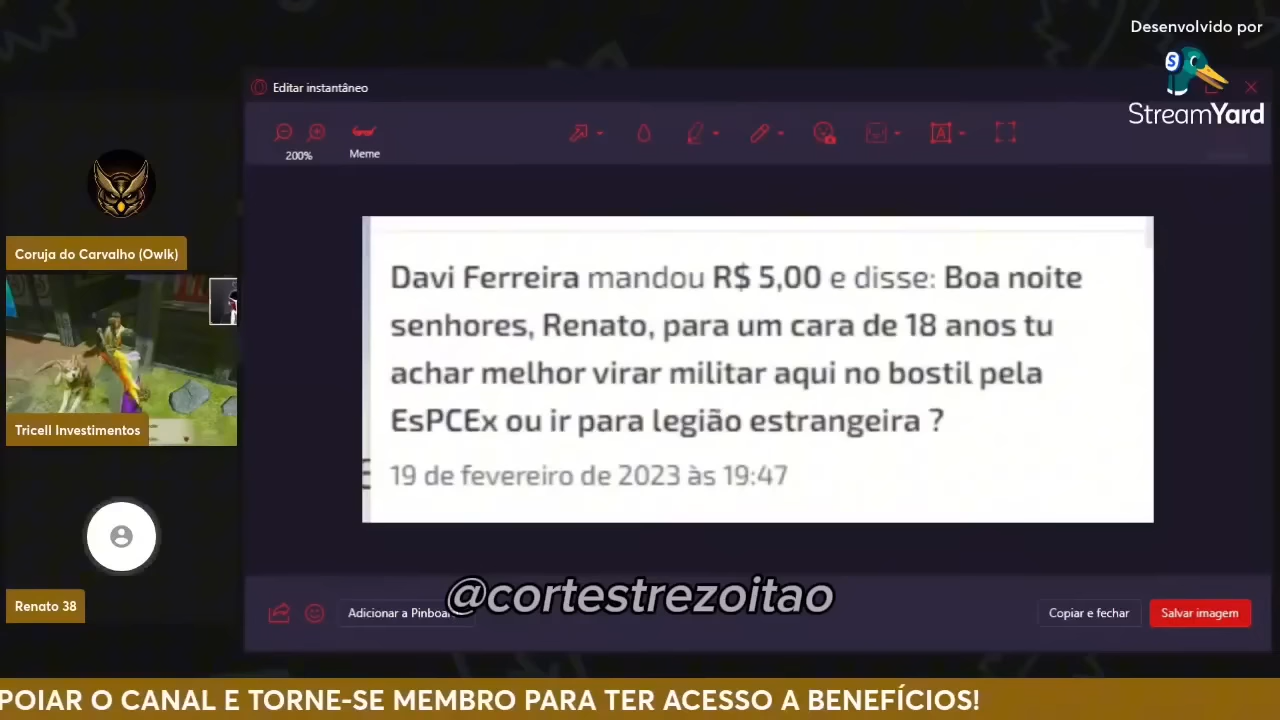 Desenvolvido por
StreamYard
Editar instantâneo
200%
Meme
Coruja do Carvalho (Owlk)
Davi Ferreira mandou R$ 5,00 e disse: Boa noite
senhores, Renato, para um cara de 18 anos tu
achar melhor virar militar aqui no bostil pela
EsPCEx ou ir para legião estrangeira ?
19 de fevereiro de 2023 às 19:47
Tricell Investimentos
Renato 38
@cortestrezoitao
Adicionar a
Copiar e fechar
Salvar imagem
POIAR O CANAL E TORNE-SE MEMBRO PARA TER ACESSO A BENEFÍCIOS!